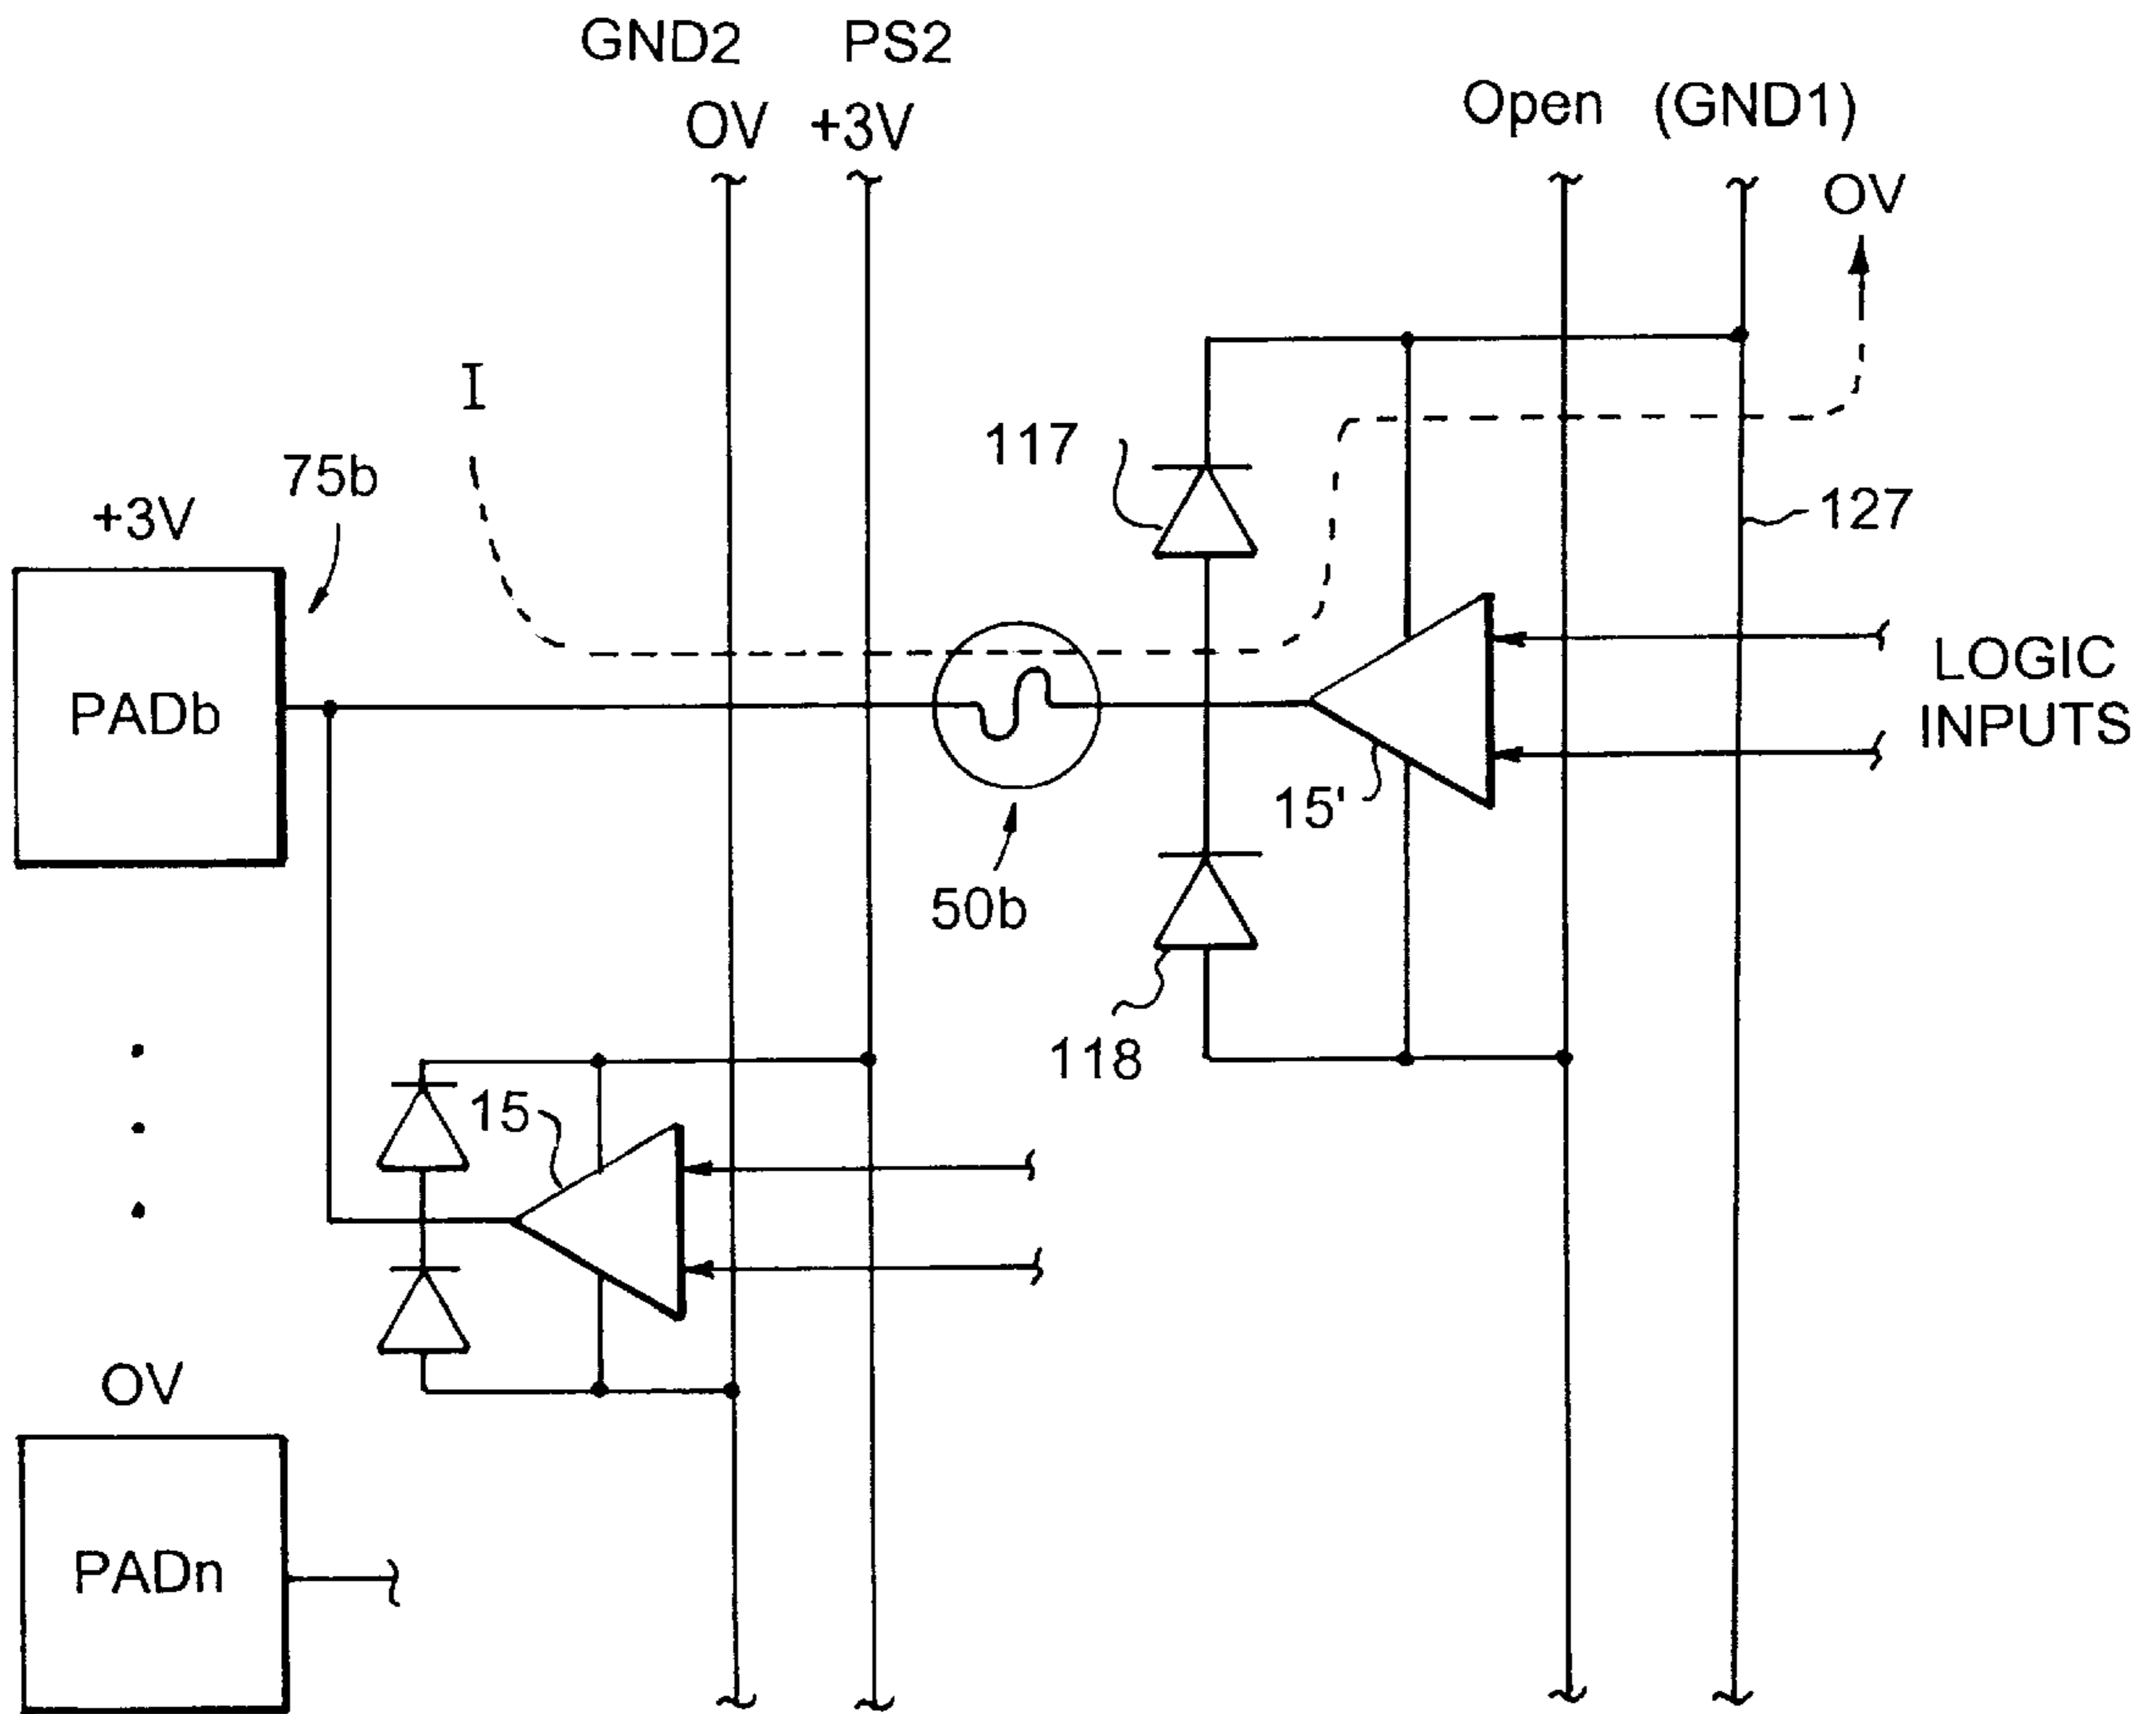 GND2 PS2
OV +3V
Open (GND1)
OV
I
117
75b
+3V
127
PADb
LOGIC
INPUTS
15'
50b
118
15
OV
PADn